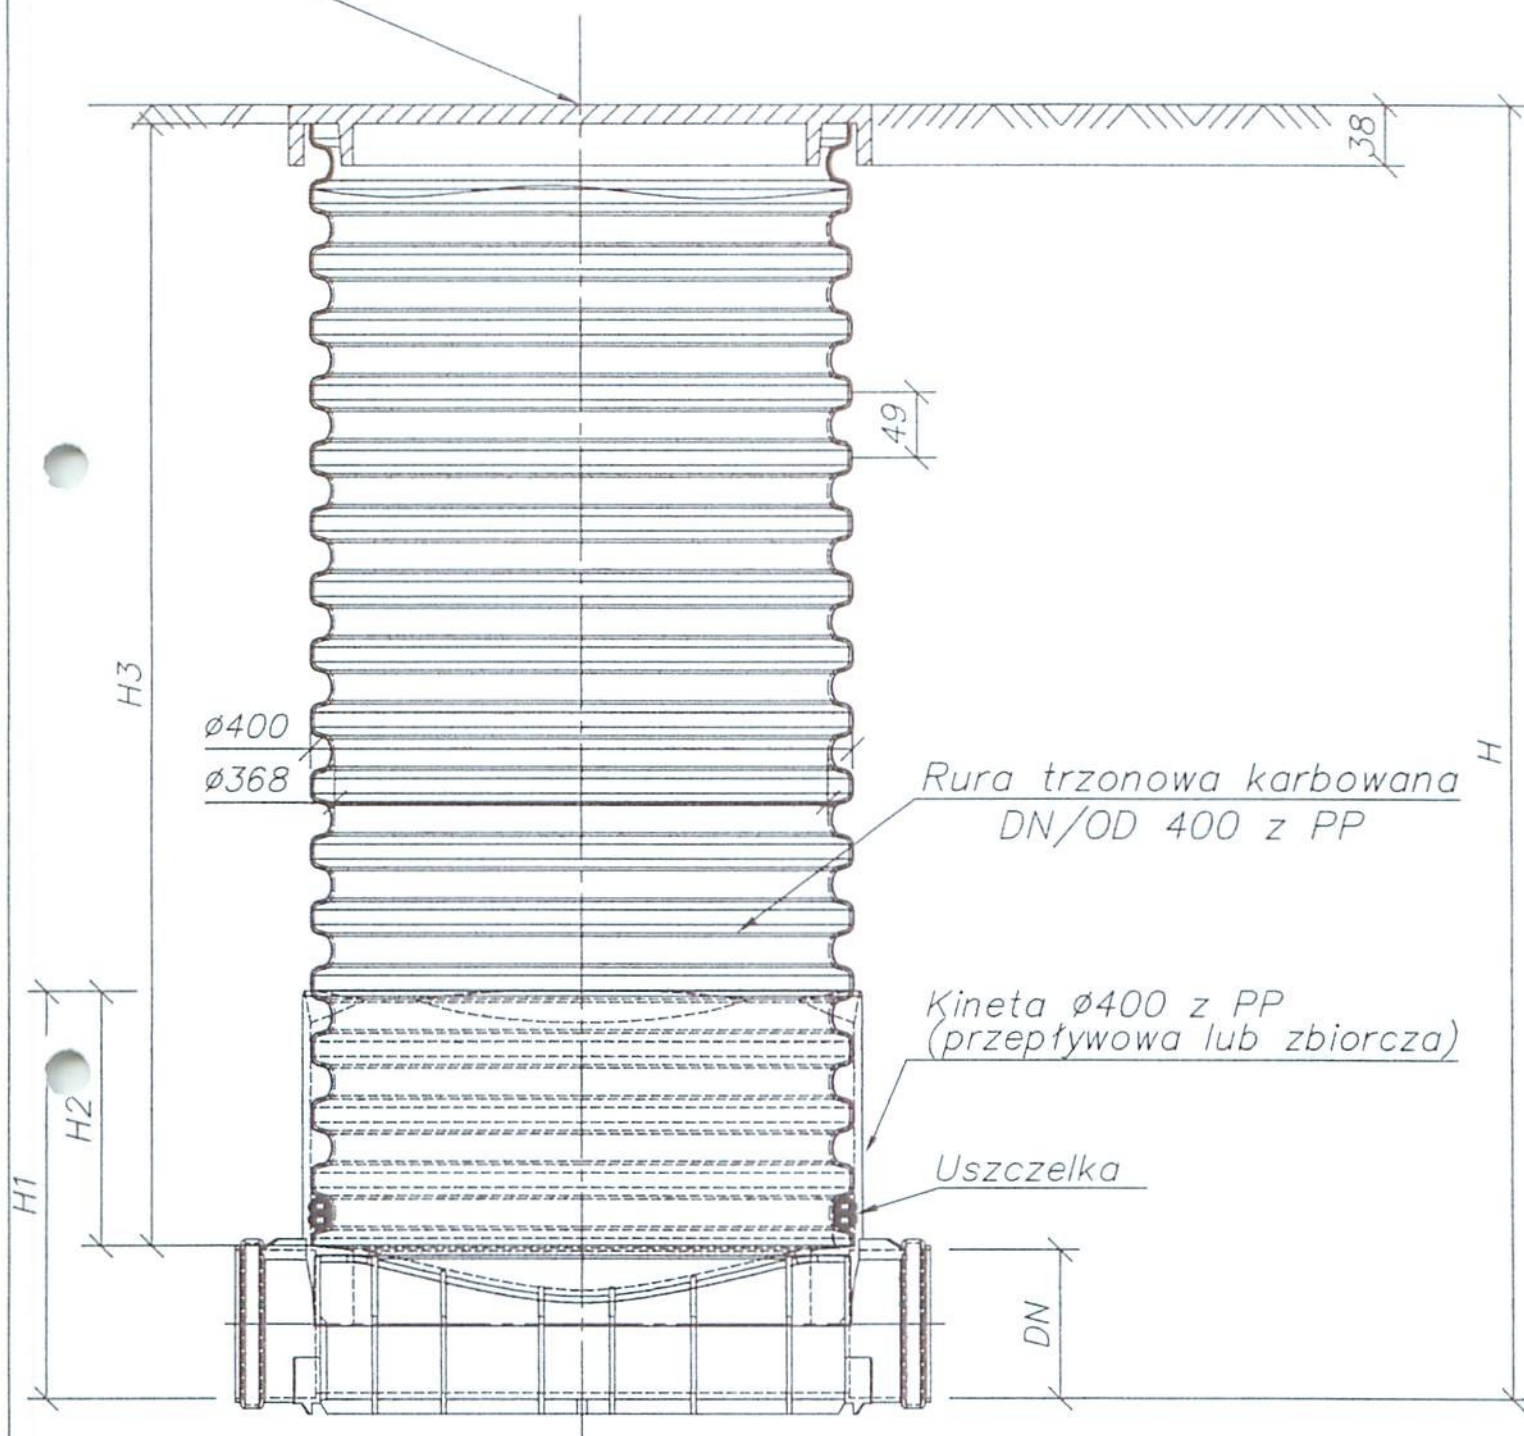 38
49
H3
H
ø400
ø368
Rura trzonowa karbowana
DN/OD 400 z PP
Kineta ø400 z PP
(przepływowa lub zbiorcza)
H2
H1
Uszczelka
DN